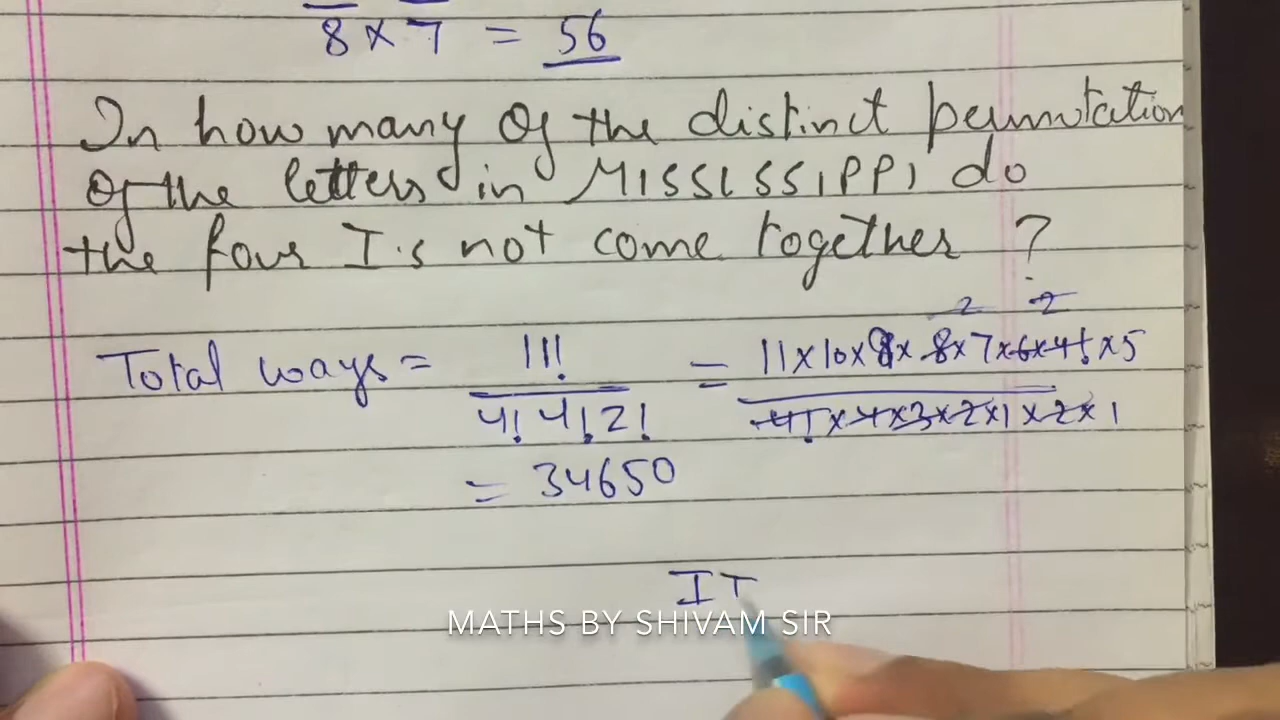 8 × 7 = 56
In how many of the distinct permutation
of the letters in MISSISSIPPI do
the four I's not come together ?
2 2
Total ways = 11! / 4! 4! 2! = 11×10×9×8×7×6×4!×5 / 4!×4×3×2×1×2×1
= 34650
I I
MATHS BY SHIVAM SIR